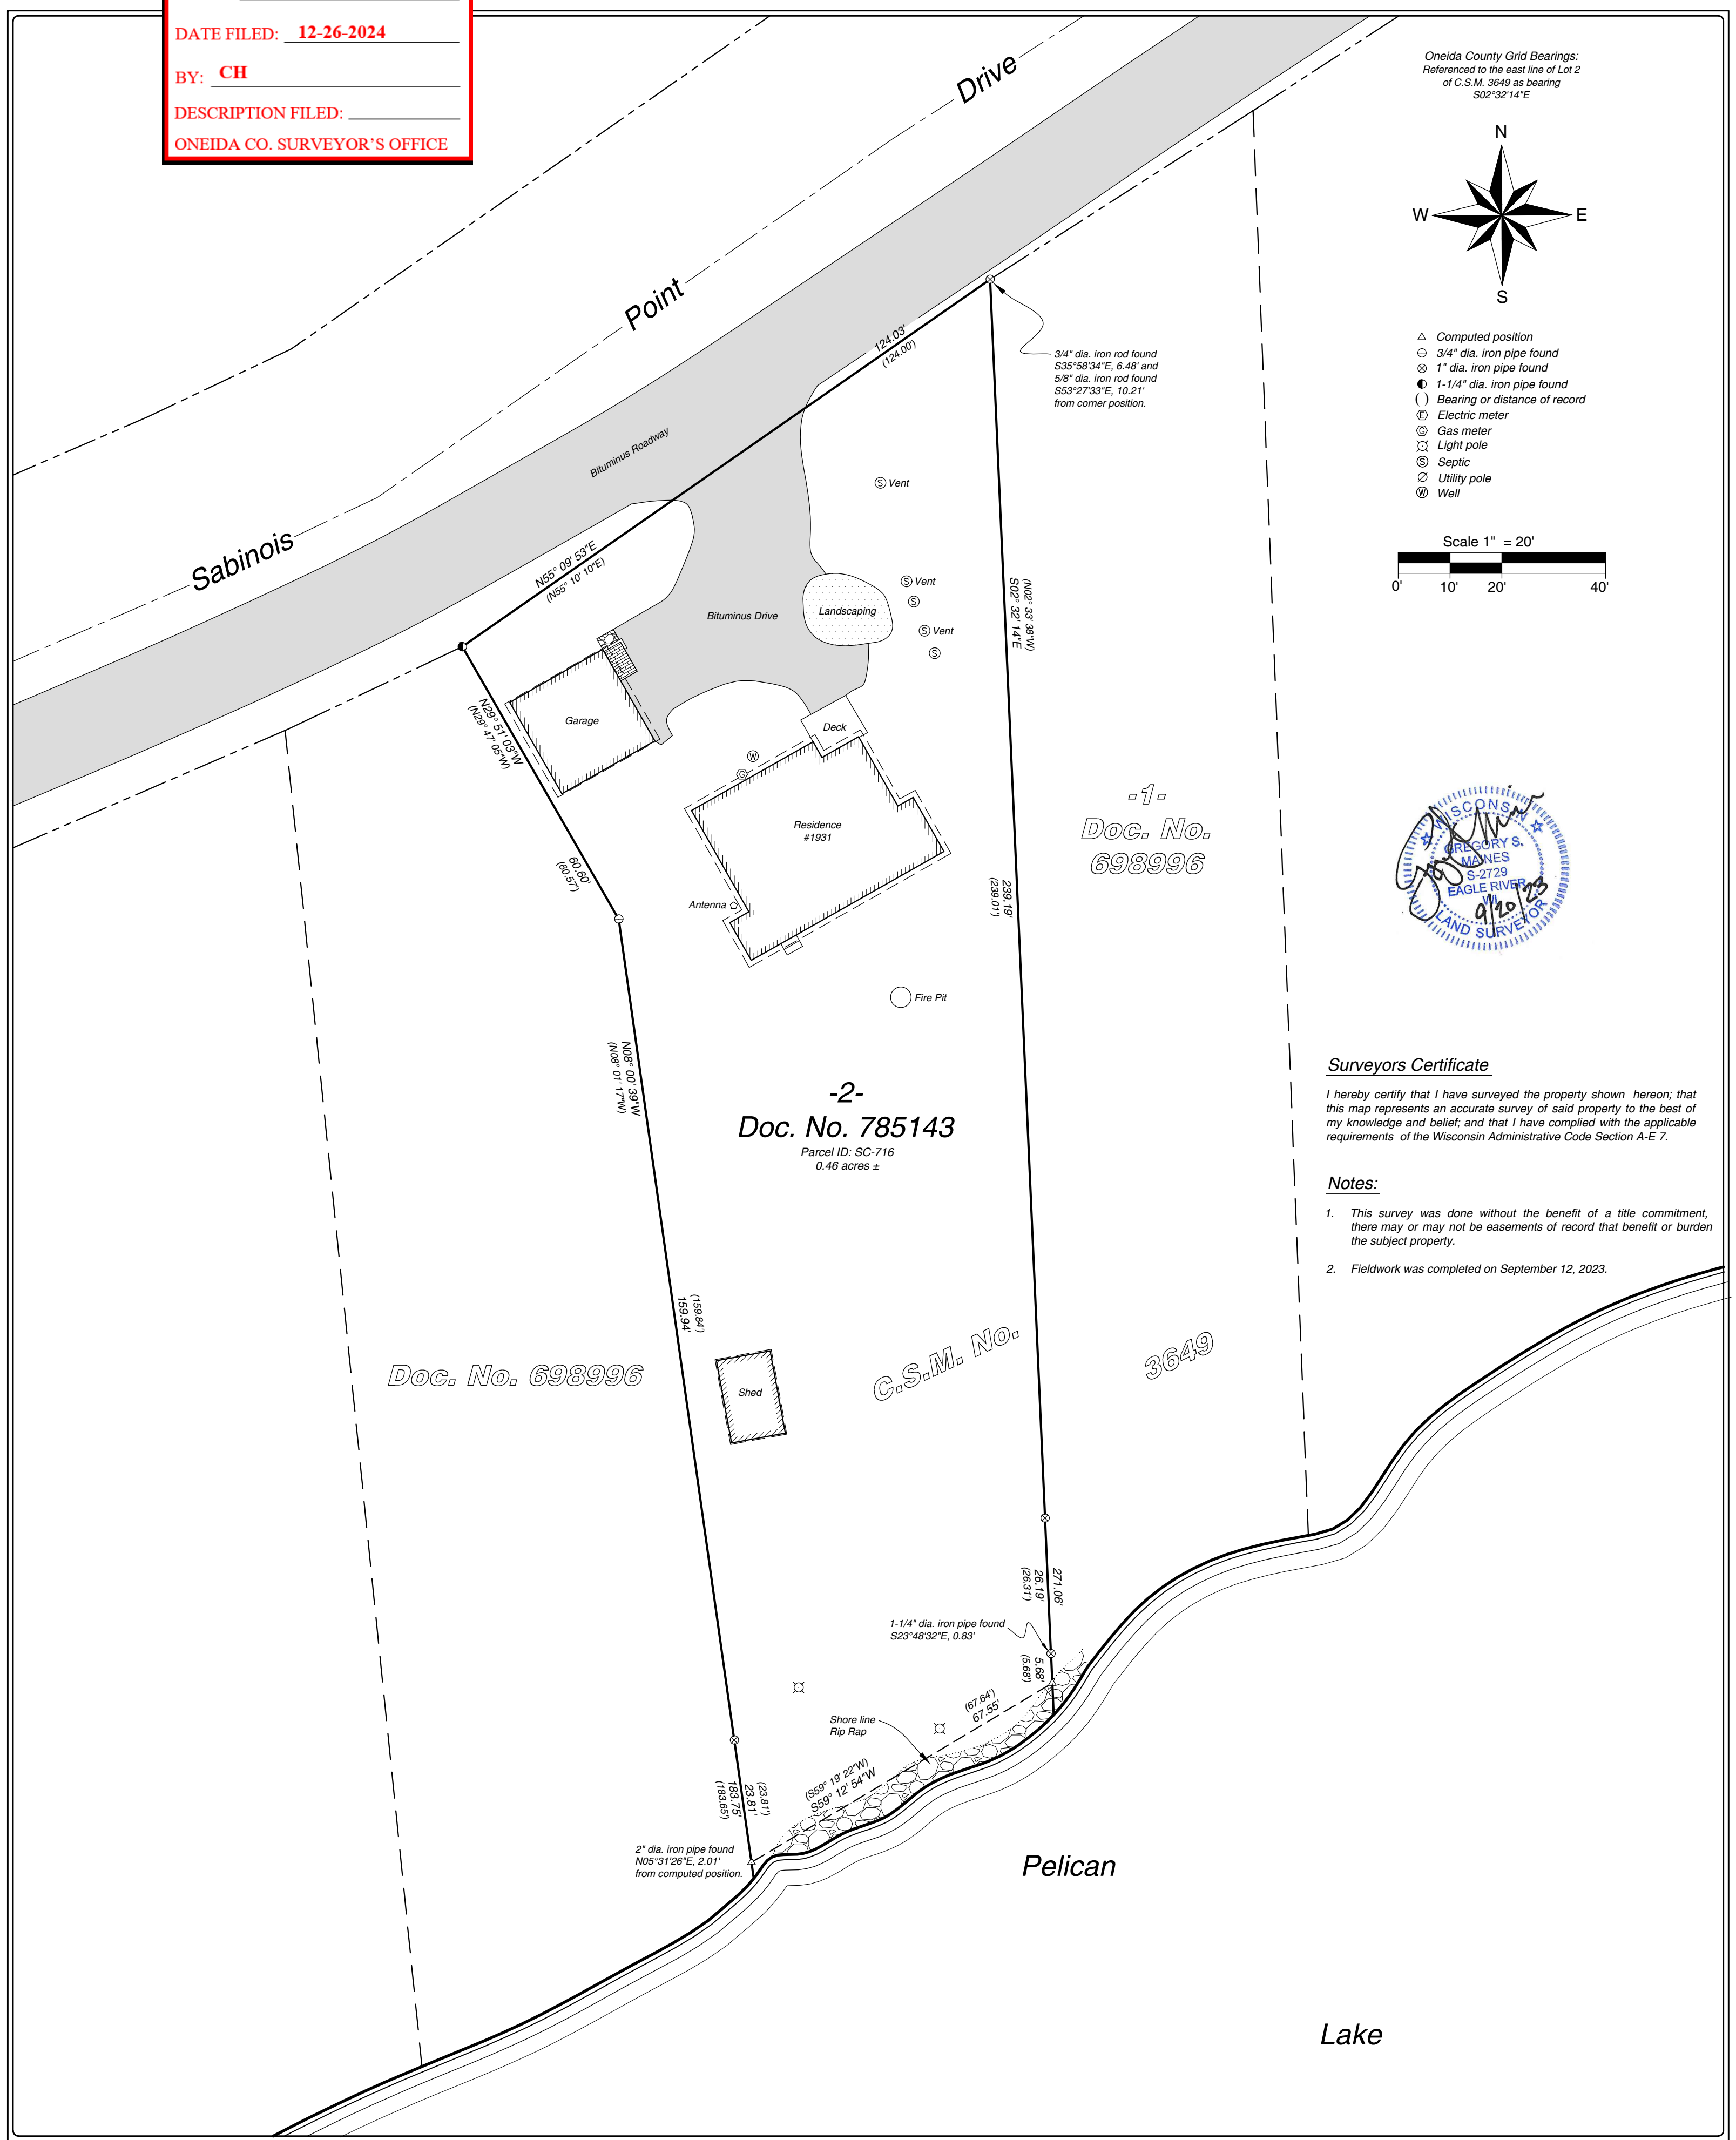 DATE FILED: 12-26-2024
BY: CH
DESCRIPTION FILED:
ONEIDA CO. SURVEYOR'S OFFICE
Oneida County Grid Bearings:
Referenced to the east line of Lot 2
of C.S.M. 3649 as bearing
S02°32'14"E
N
W
E
S
Computed position
3/4" dia. iron pipe found
1" dia. iron pipe found
1-1/4" dia. iron pipe found
( ) Bearing or distance of record
E Electric meter
G Gas meter
Light pole
S Septic
Utility pole
W Well
Scale 1" = 20'
0' 10' 20' 40'
Sabinois Point Drive
Bituminus Roadway
124.03'
(124.00')
N55° 09' 53"E
(N55° 10' 10"E)
3/4" dia. iron rod found
S35°58'34"E, 6.48' and
5/8" dia. iron rod found
S53°27'33"E, 10.21'
from corner position.
S Vent
S Vent
S
S Vent
S
Landscaping
Bituminus Drive
(N02° 33' 38"W)
S02° 32' 14"E
N29° 51' 03"W
(N29° 47' 05"W)
Garage
Deck
W
G
Residence
#1931
60.60'
(60.57')
Antenna
239.19'
(239.01')
-1-
Doc. No.
698996
WISCONSIN
GREGORY S.
MAINES
S-2729
EAGLE RIVER
WI.
LAND SURVEYOR
9/20/23
Fire Pit
N08° 00' 39"W
(N08° 01' 17"W)
-2-
Doc. No. 785143
Parcel ID: SC-716
0.46 acres ±
Surveyors Certificate
I hereby certify that I have surveyed the property shown hereon; that
this map represents an accurate survey of said property to the best of
my knowledge and belief; and that I have complied with the applicable
requirements of the Wisconsin Administrative Code Section A-E 7.
Notes:
1. This survey was done without the benefit of a title commitment,
there may or may not be easements of record that benefit or burden
the subject property.
2. Fieldwork was completed on September 12, 2023.
(159.84')
159.94'
Doc. No. 698996
Shed
C.S.M. No. 3649
271.06'
26.19'
(26.31')
1-1/4" dia. iron pipe found
S23°48'32"E, 0.83'
5.68'
(5.68')
(67.64')
67.55'
Shore line
Rip Rap
(S59° 19' 22"W)
S59° 12' 54"W
(23.81')
23.81'
183.75'
(183.65')
2" dia. iron pipe found
N05°31'26"E, 2.01'
from computed position.
Pelican
Lake